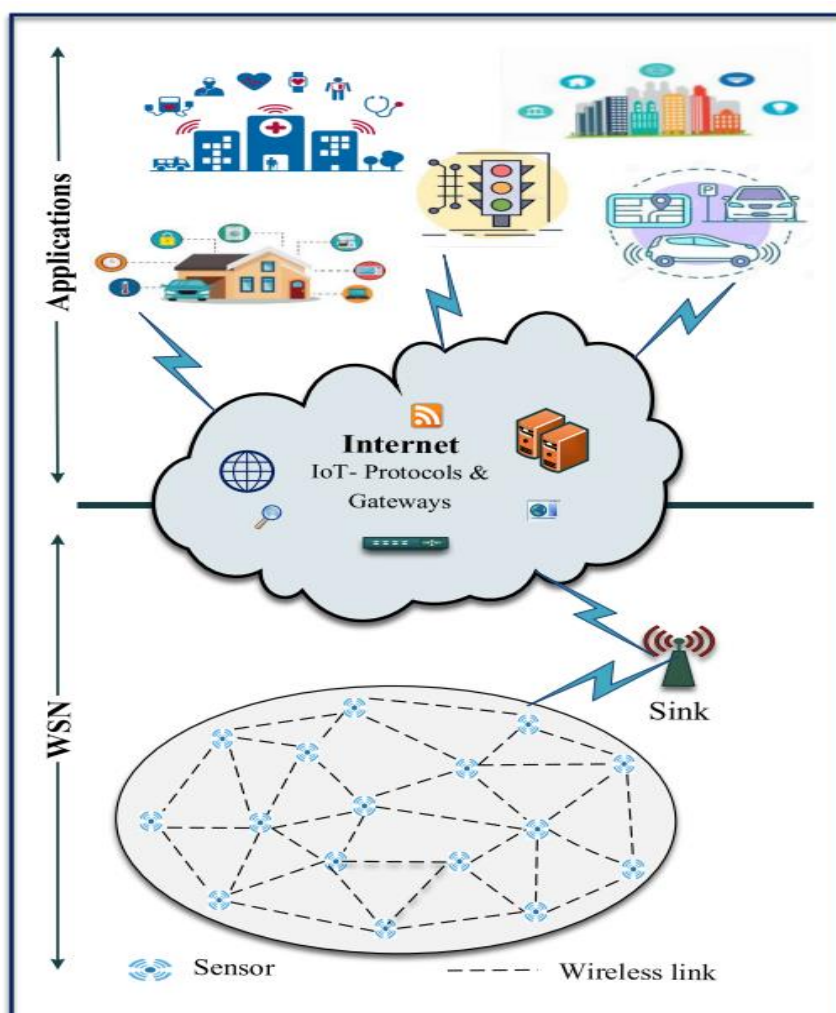 Applications
Internet
IoT- Protocols &
Gateways
WSN
Sink
Sensor
Wireless link
P